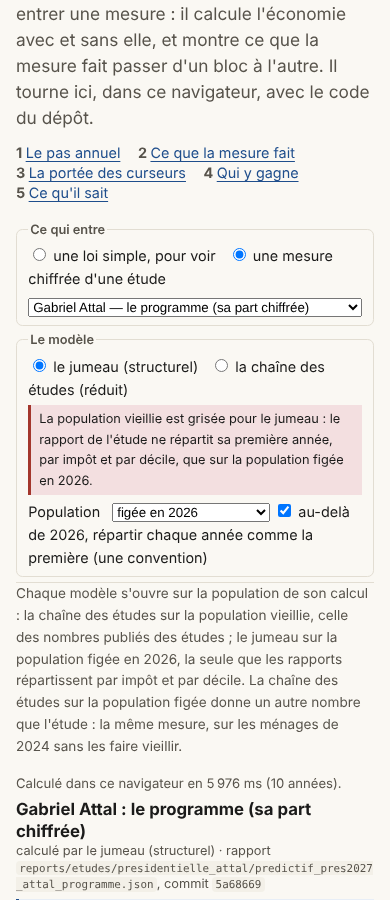 entrer une mesure : il calcule l'économie
avec et sans elle, et montre ce que la
mesure fait passer d'un bloc à l'autre. Il
tourne ici, dans ce navigateur, avec le code
du dépôt.
1 Le pas annuel 2 Ce que la mesure fait
3 La portée des curseurs 4 Qui y gagne
5 Ce qu'il sait
Ce qui entre
une loi simple, pour voir une mesure
chiffrée d'une étude
Gabriel Attal — le programme (sa part chiffrée)
Le modèle
le jumeau (structurel) la chaîne des
études (réduit)
La population vieillie est grisée pour le jumeau : le
rapport de l'étude ne répartit sa première année,
par impôt et par décile, que sur la population figée
en 2026.
Population figée en 2026 au-delà
de 2026, répartir chaque année comme la
première (une convention)
Chaque modèle s'ouvre sur la population de son calcul
: la chaîne des études sur la population vieillie, celle
des nombres publiés des études ; le jumeau sur la
population figée en 2026, la seule que les rapports
répartissent par impôt et par décile. La chaîne des
études sur la population figée donne un autre nombre
que l'étude : la même mesure, sur les ménages de
2024 sans les faire vieillir.
Calculé dans ce navigateur en 5 976 ms (10 années).
Gabriel Attal : le programme (sa part
chiffrée)
calculé par le jumeau (structurel) · rapport
reports/etudes/presidentielle_attal/predictif_pres2027
_attal_programme.json, commit 5a68669